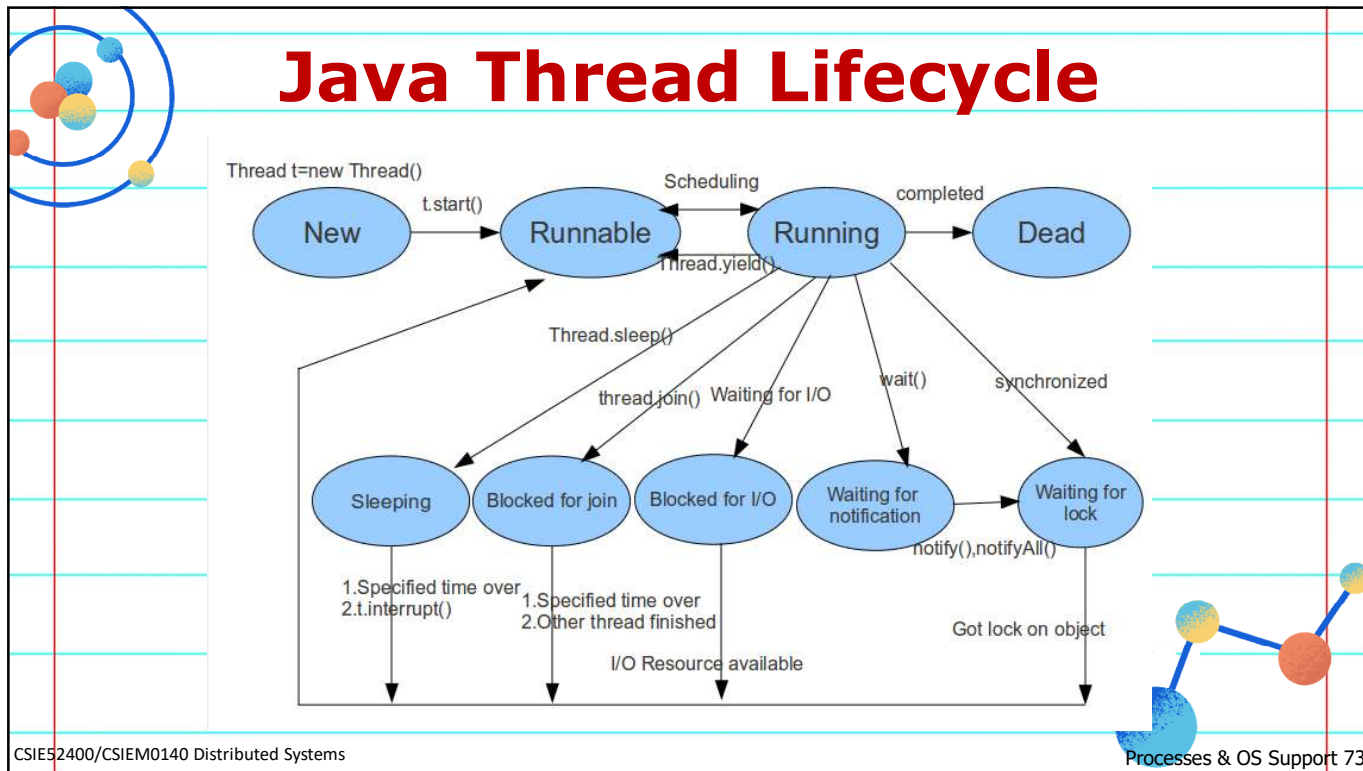 Java Thread Lifecycle
Thread t=new Thread()
New
t.start()
Runnable
Scheduling
Thread.yield()
Running
completed
Dead
Thread.sleep()
thread.join()
Waiting for I/O
wait()
synchronized
Sleeping
Blocked for join
Blocked for I/O
Waiting for
notification
Waiting for
lock
notify(),notifyAll()
1.Specified time over
2.t.interrupt()
1.Specified time over
2.Other thread finished
I/O Resource available
Got lock on object
CSIE52400/CSIEM0140 Distributed Systems
Processes & OS Support 73